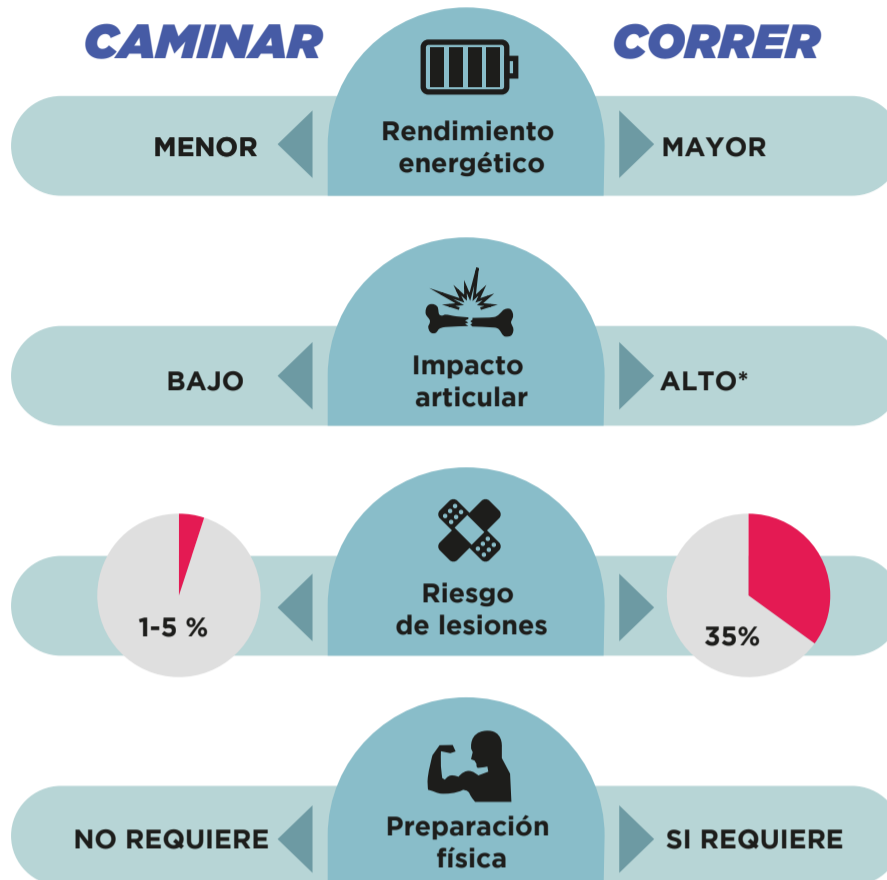 CAMINAR
CORRER
MENOR
Rendimiento
energético
MAYOR
BAJO
Impacto
articular
ALTO*
1-5 %
Riesgo
de lesiones
35%
NO REQUIERE
Preparación
física
SI REQUIERE